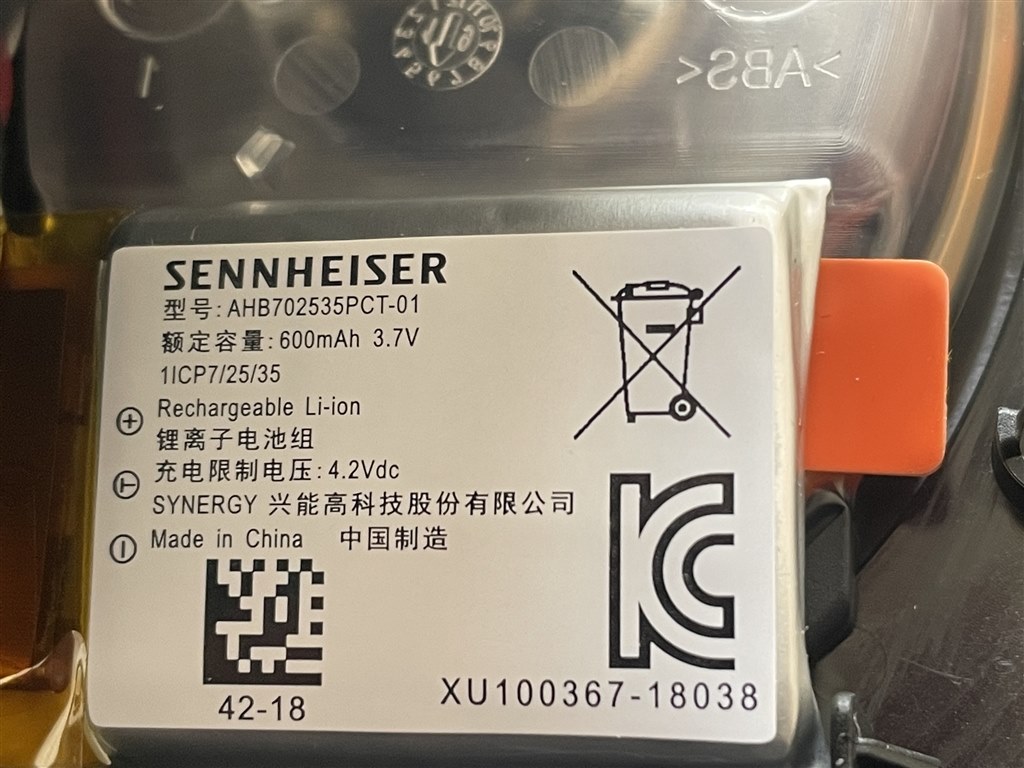 >ABS<
1
SENNHEISER
型号: AHB702535PCT-01
额定容量: 600mAh 3.7V
1ICP7/25/35
Rechargeable Li-ion
锂离子电池组
充电限制电压: 4.2Vdc
SYNERGY 兴能高科技股份有限公司
Made in China 中国制造
42-18
XU100367-18038